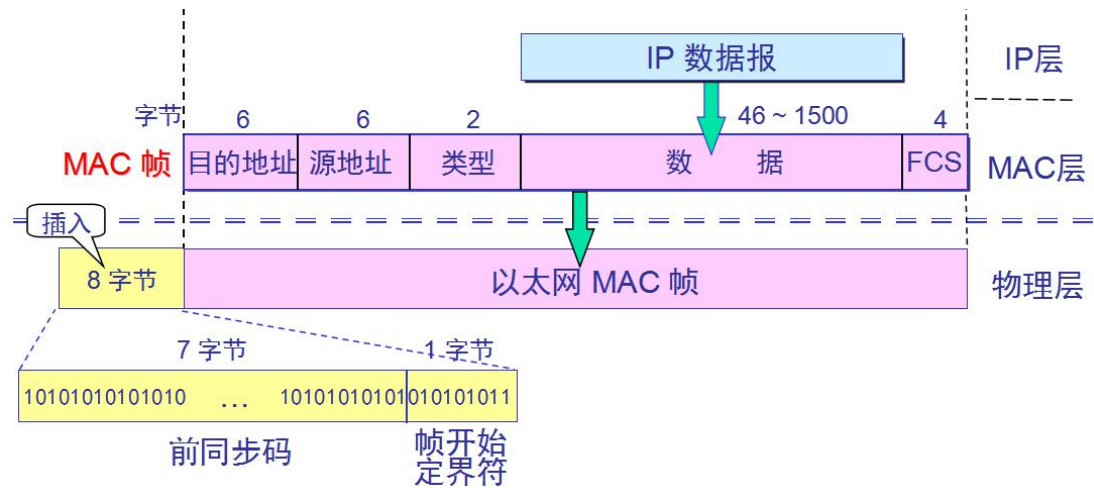 IP 数据报
IP层
字节 6 6 2 46 ~ 1500 4
MAC 帧 目的地址 源地址 类型 数 据 FCS MAC层
插入
8 字节 以太网 MAC 帧 物理层
7 字节 1 字节
10101010101010 … 10101010101010101011
前同步码 帧开始
定界符